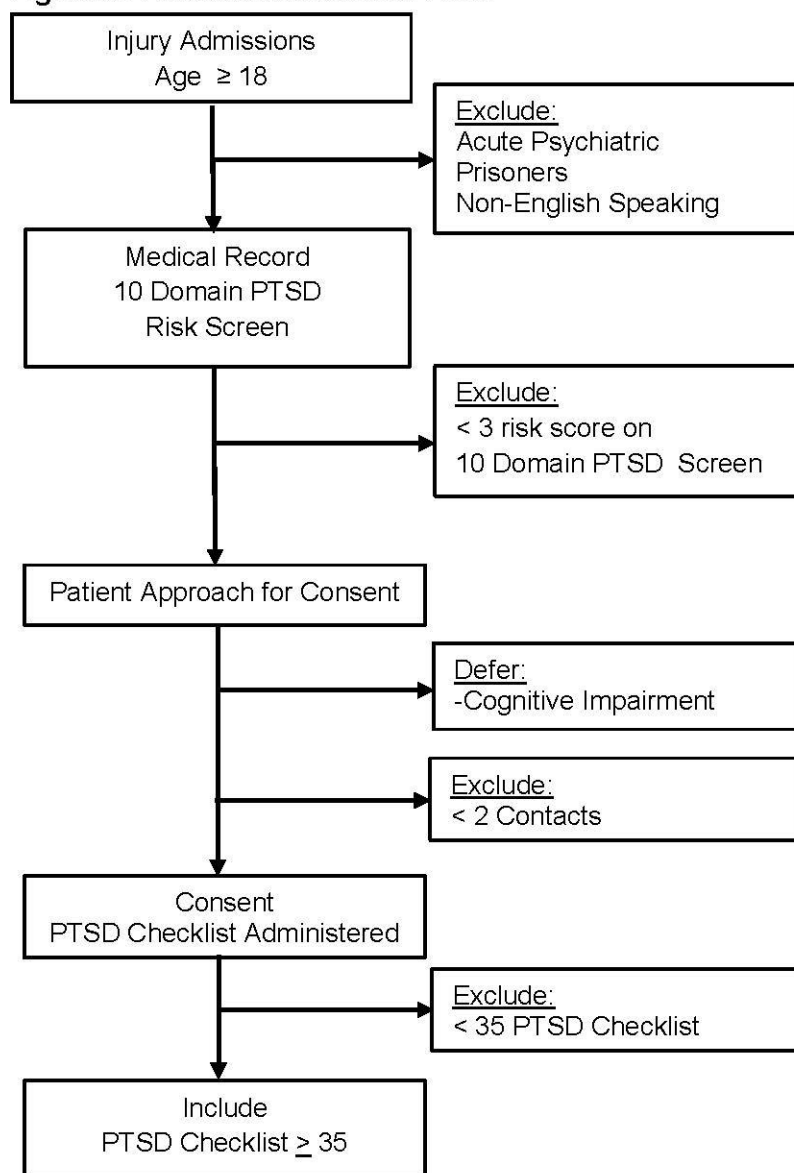 Injury Admissions
Age ≥ 18
Exclude:
Acute Psychiatric
Prisoners
Non-English Speaking
Medical Record
10 Domain PTSD
Risk Screen
Exclude:
< 3 risk score on
10 Domain PTSD Screen
Patient Approach for Consent
Defer:
-Cognitive Impairment
Exclude:
< 2 Contacts
Consent
PTSD Checklist Administered
Exclude:
< 35 PTSD Checklist
Include
PTSD Checklist ≥ 35